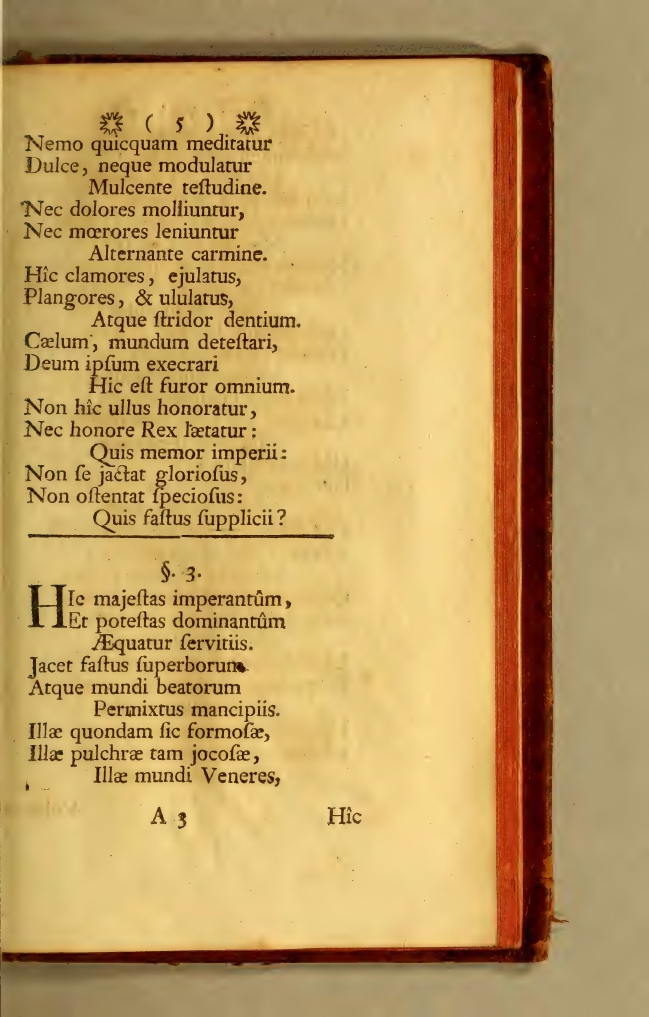 ( 5 )
Nemo quicquam meditatur
Dulce, neque modulatur
Mulcente teſtudine.
Nec dolores molliuntur,
Nec mœrores leniuntur
Alternante carmine.
Hîc clamores, ejulatus,
Plangores, & ululatus,
Atque ſtridor dentium.
Cælum, mundum deteſtari,
Deum ipſum execrari
Hic eſt furor omnium.
Non hîc ullus honoratur,
Nec honore Rex lætatur:
Quis memor imperii:
Non ſe jactat glorioſus,
Non oſtentat ſpecioſus:
Quis faſtus ſupplicii?
§. 3.
HIc majeſtas imperantûm,
Et poteſtas dominantûm
Æquatur ſervitiis.
Jacet faſtus ſuperborum
Atque mundi beatorum
Permixtus mancipiis.
Illæ quondam ſic formoſæ,
Illæ pulchræ tam jocoſæ,
Illæ mundi Veneres,
A 3 Hîc